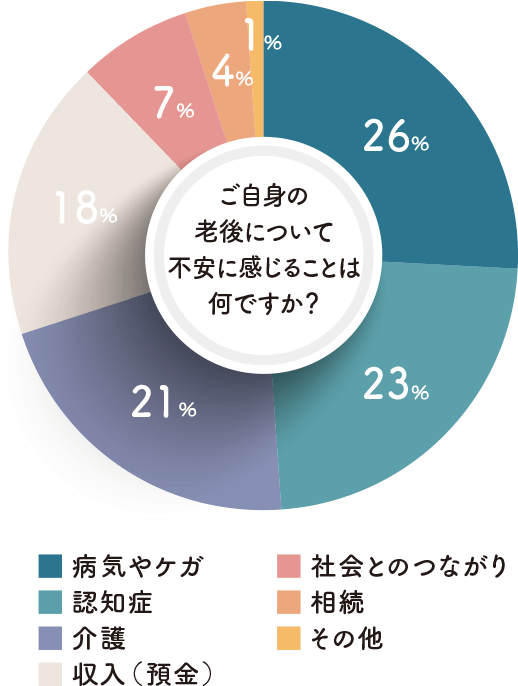 1%
4%
7%
26%
18%
ご自身の
老後について
不安に感じることは
何ですか？
23%
21%
病気やケガ
認知症
介護
収入（預金）
社会とのつながり
相続
その他